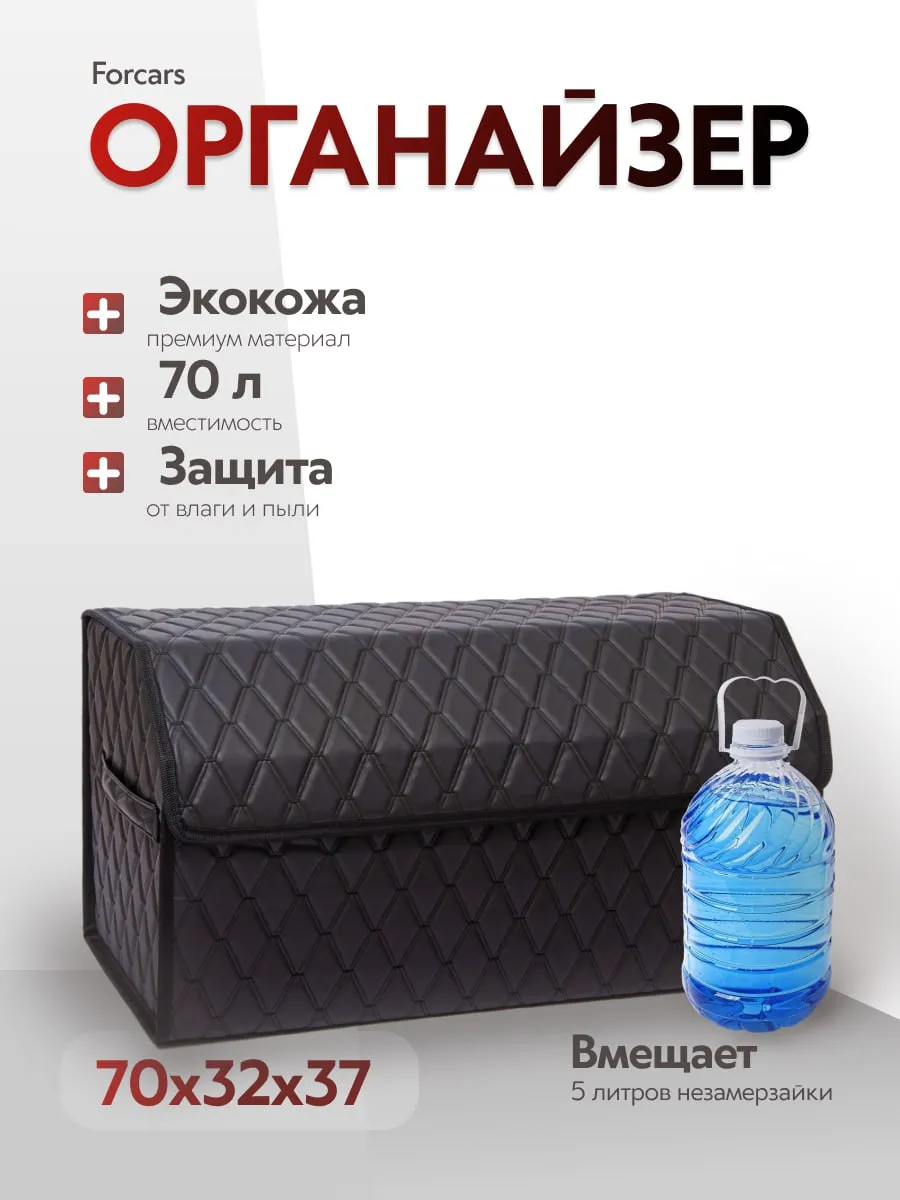 Forcars
ОРГАНАЙЗЕР
Экокожа
премиум материал
70 л
вместимость
Защита
от влаги и пыли
70x32x37
Вмещает
5 литров незамерзайки